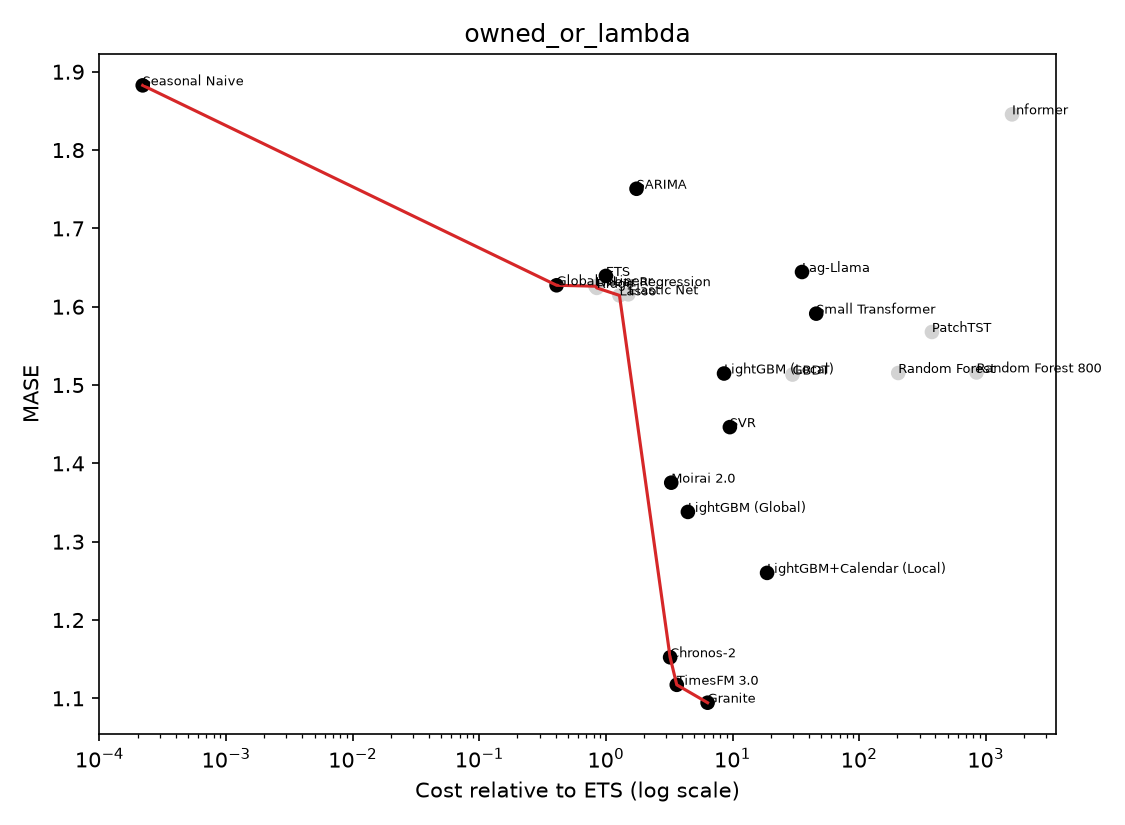 owned_or_lambda
MASE
1.9
1.8
1.7
1.6
1.5
1.4
1.3
1.2
1.1
Seasonal Naive
Informer
SARIMA
ETS
Lag-Llama
Regression
Elastic Net
Lasso
Small Transformer
PatchTST
LightGBM (Local)
Random Forest
Random Forest 800
SVR
Moirai 2.0
LightGBM (Global)
LightGBM+Calendar (Local)
Chronos-2
TimesFM 3.0
Granite
10⁻⁴
10⁻³
10⁻²
10⁻¹
10⁰
10¹
10²
10³
Cost relative to ETS (log scale)